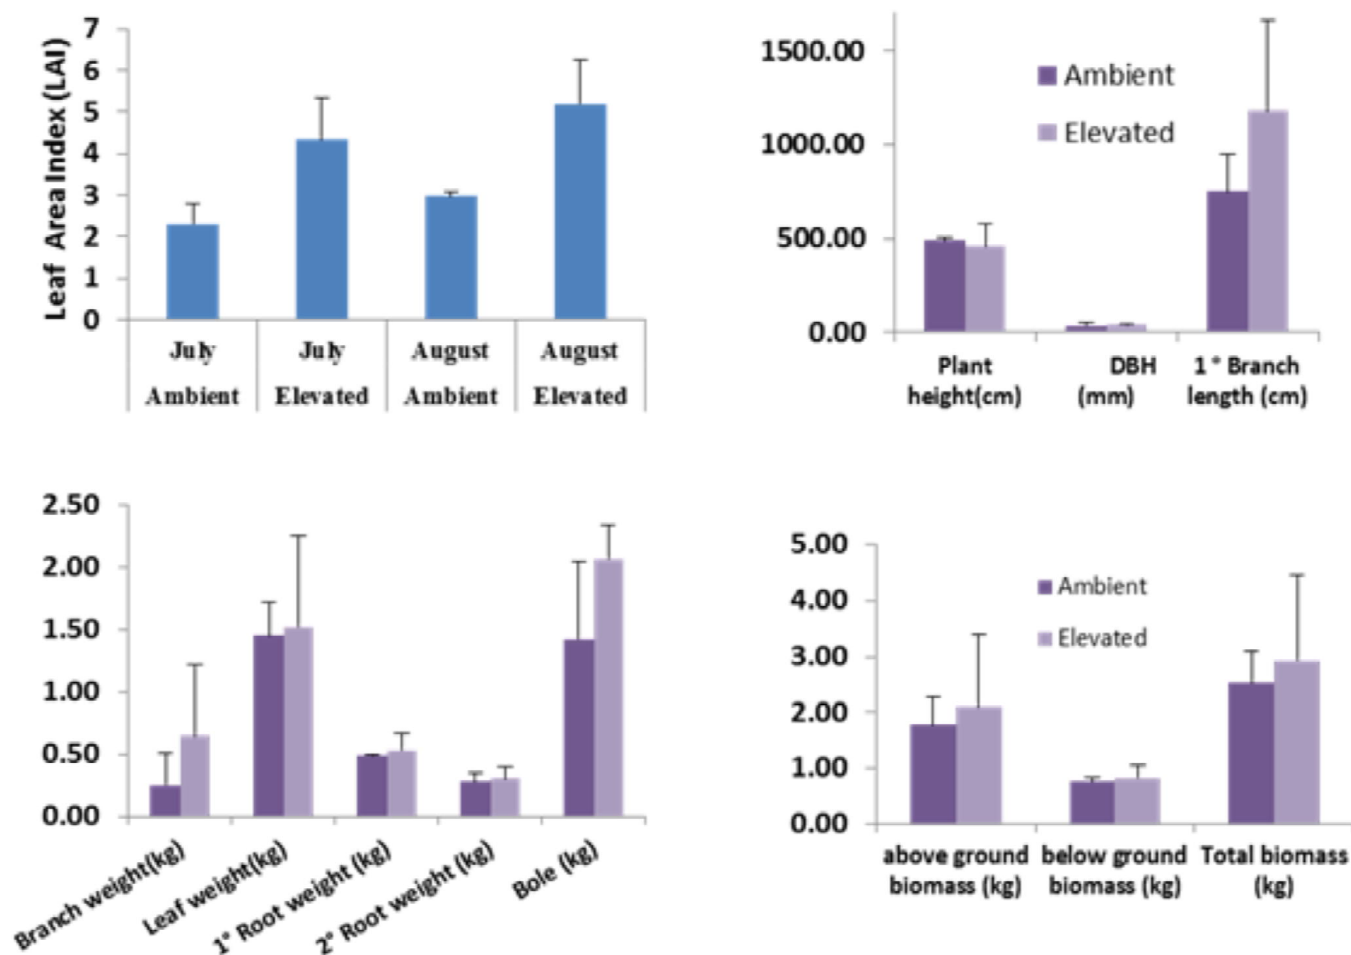 Leaf Area Index (LAI)
7
6
5
4
3
2
1
0
July July August August
Ambient Elevated Ambient Elevated
1500.00
1000.00
500.00
0.00
Ambient
Elevated
Plant DBH 1 ° Branch
height(cm) (mm) length (cm)
2.50
2.00
1.50
1.00
0.50
0.00
Branch weight(kg)
Leaf weight(kg)
1° Root weight (kg)
2° Root weight (kg)
Bole (kg)
5.00
4.00
3.00
2.00
1.00
0.00
Ambient
Elevated
above ground below ground Total biomass
biomass (kg) biomass (kg) (kg)